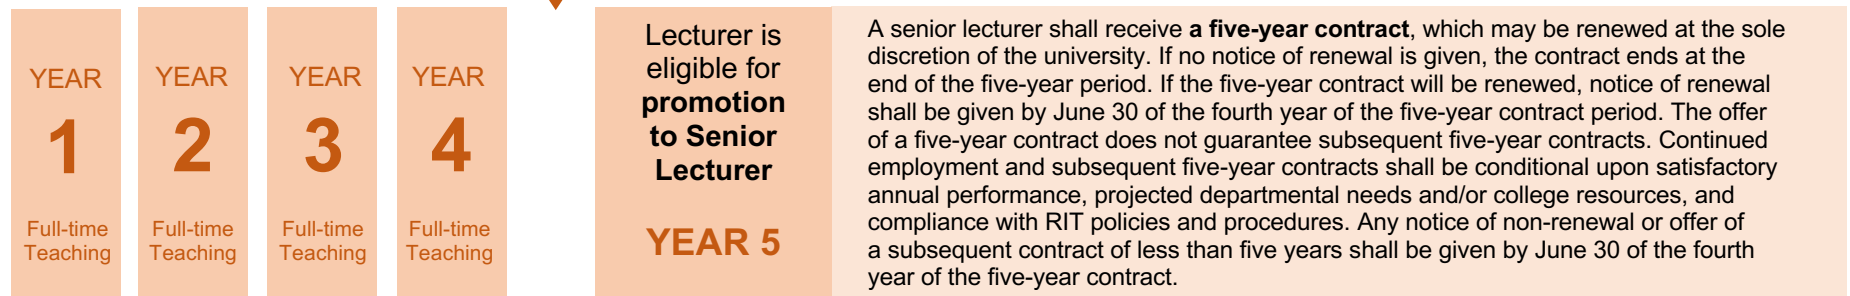 YEAR
1
Full-time
Teaching
YEAR
2
Full-time
Teaching
YEAR
3
Full-time
Teaching
YEAR
4
Full-time
Teaching
Lecturer is
eligible for
promotion
to Senior
Lecturer
YEAR 5
A senior lecturer shall receive a five-year contract, which may be renewed at the sole
discretion of the university. If no notice of renewal is given, the contract ends at the
end of the five-year period. If the five-year contract will be renewed, notice of renewal
shall be given by June 30 of the fourth year of the five-year contract period. The offer
of a five-year contract does not guarantee subsequent five-year contracts. Continued
employment and subsequent five-year contracts shall be conditional upon satisfactory
annual performance, projected departmental needs and/or college resources, and
compliance with RIT policies and procedures. Any notice of non-renewal or offer of
a subsequent contract of less than five years shall be given by June 30 of the fourth
year of the five-year contract.